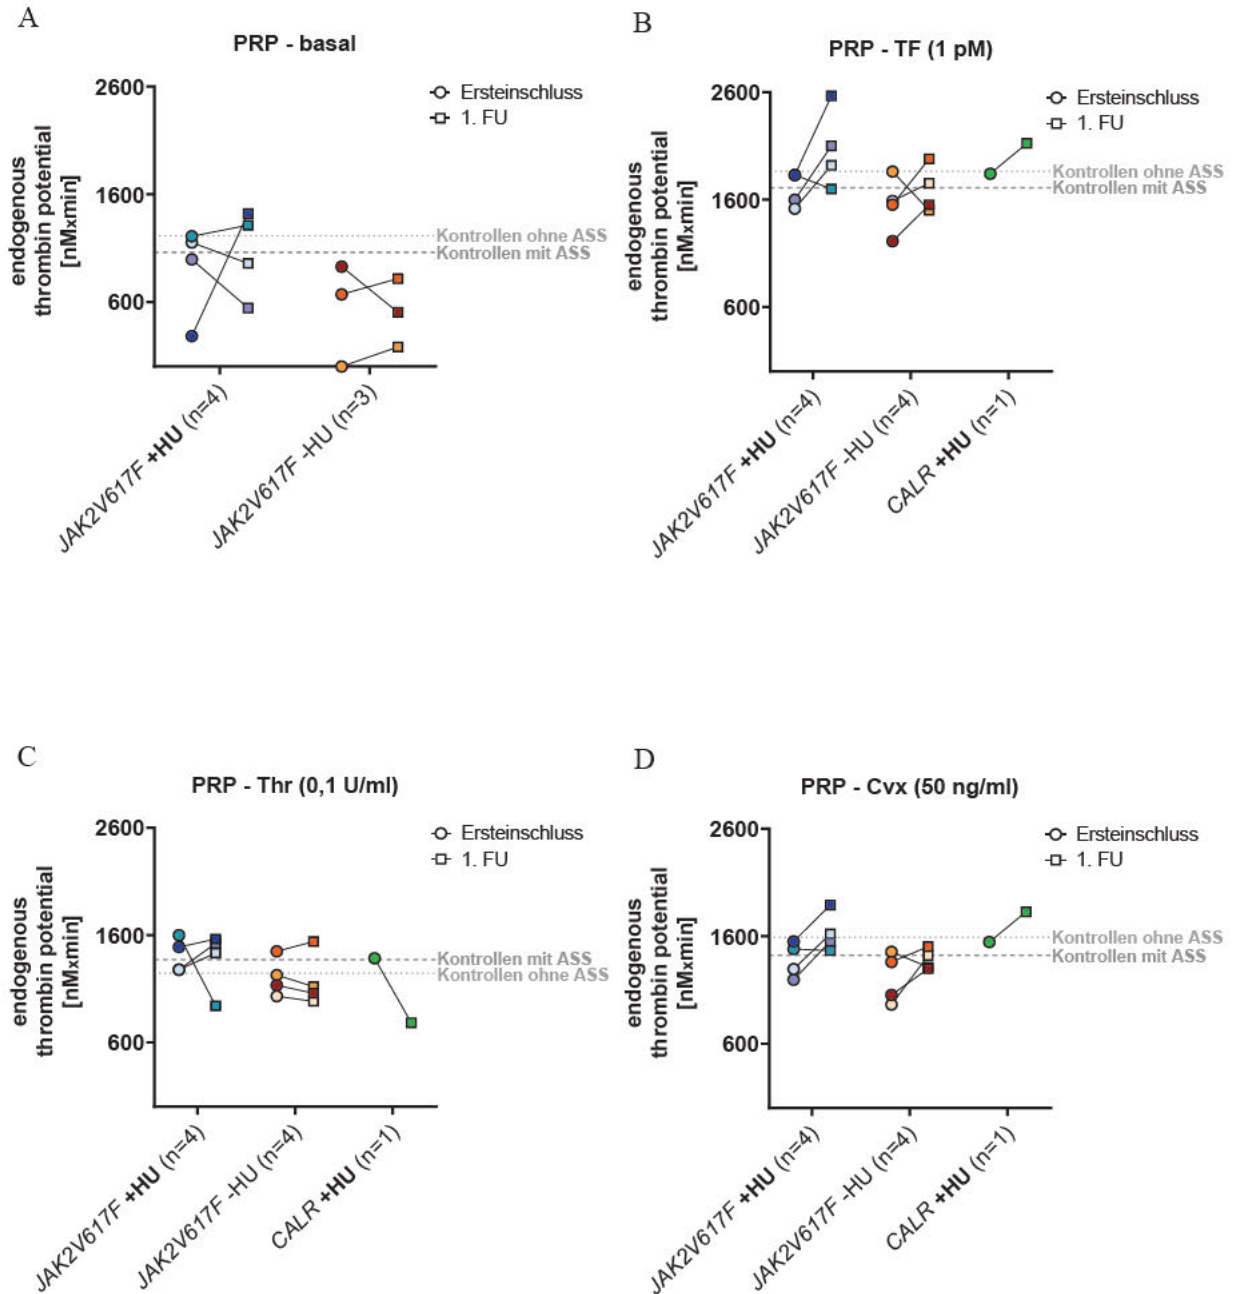 A
PRP - basal
endogenous
thrombin potential
[nMxmin]
2600
1600
600
Ersteinschluss
1. FU
Kontrollen ohne ASS
Kontrollen mit ASS
JAK2V617F +HU (n=4)
JAK2V617F -HU (n=3)
B
PRP - TF (1 pM)
endogenous
thrombin potential
[nMxmin]
2600
1600
600
Ersteinschluss
1. FU
Kontrollen ohne ASS
Kontrollen mit ASS
JAK2V617F +HU (n=4)
JAK2V617F -HU (n=4)
CALR +HU (n=1)
C
PRP - Thr (0,1 U/ml)
endogenous
thrombin potential
[nMxmin]
2600
1600
600
Ersteinschluss
1. FU
Kontrollen mit ASS
Kontrollen ohne ASS
JAK2V617F +HU (n=4)
JAK2V617F -HU (n=4)
CALR +HU (n=1)
D
PRP - Cvx (50 ng/ml)
endogenous
thrombin potential
[nMxmin]
2600
1600
600
Ersteinschluss
1. FU
Kontrollen ohne ASS
Kontrollen mit ASS
JAK2V617F +HU (n=4)
JAK2V617F -HU (n=4)
CALR +HU (n=1)